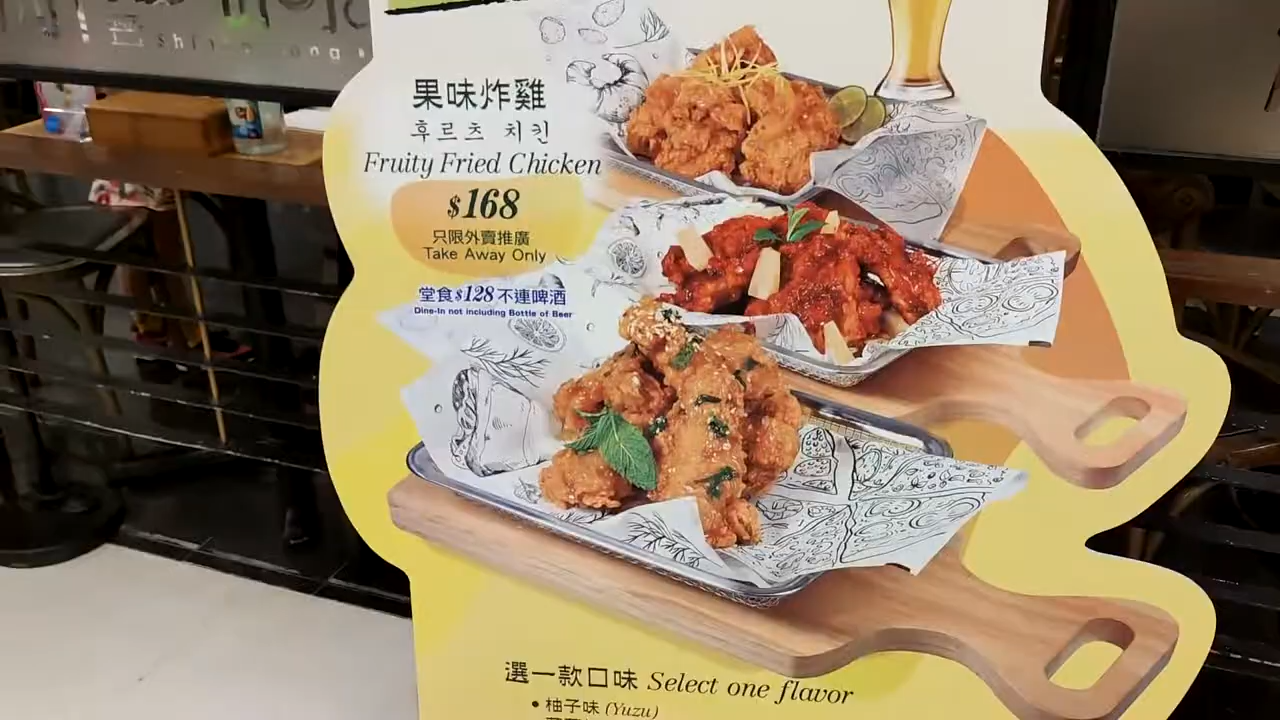 果味炸雞
후르츠 치킨
Fruity Fried Chicken
$168
只限外賣推廣
Take Away Only
堂食$128不連啤酒
Dine-In not including Bottle of Beer
選一款口味 Select one flavor
• 柚子味 (Yuzu)